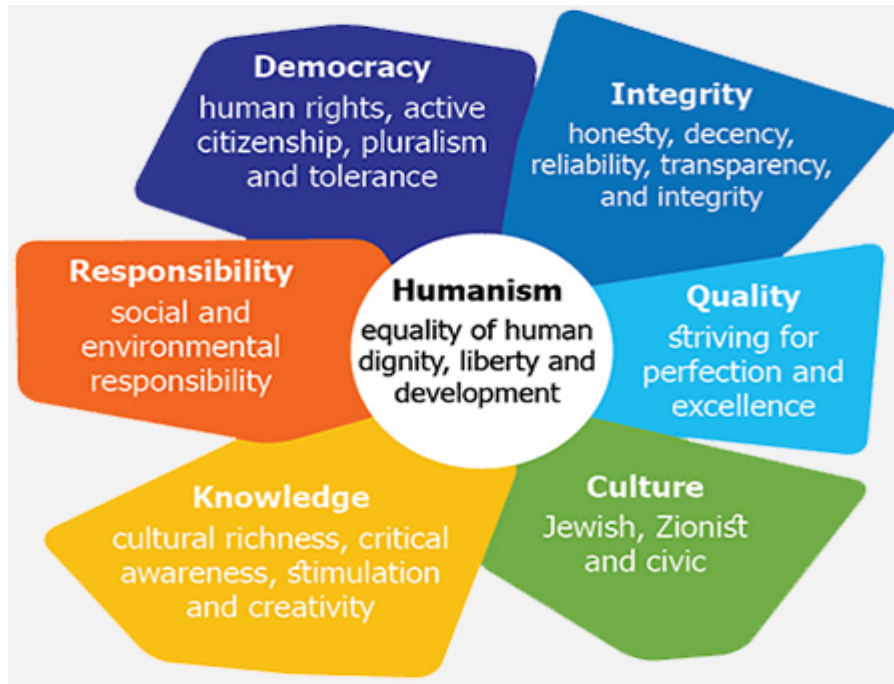 Democracy
human rights, active
citizenship, pluralism
and tolerance
Integrity
honesty, decency,
reliability, transparency,
and integrity
Responsibility
social and
environmental
responsibility
Humanism
equality of human
dignity, liberty and
development
Quality
striving for
perfection and
excellence
Knowledge
cultural richness, critical
awareness, stimulation
and creativity
Culture
Jewish, Zionist
and civic